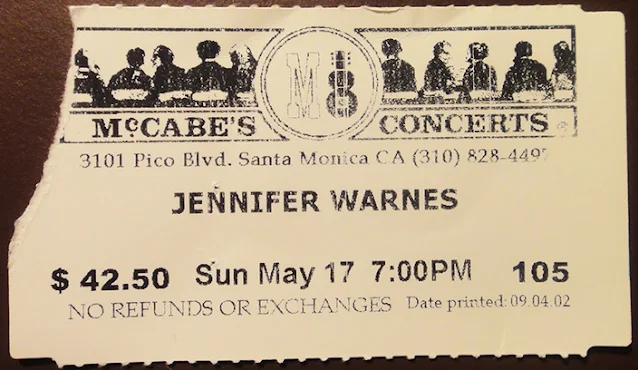 M
McCABE'S CONCERTS
3101 Pico Blvd. Santa Monica CA (310) 828-4497
JENNIFER WARNES
$ 42.50 Sun May 17 7:00PM 105
NO REFUNDS OR EXCHANGES Date printed: 09.04.02